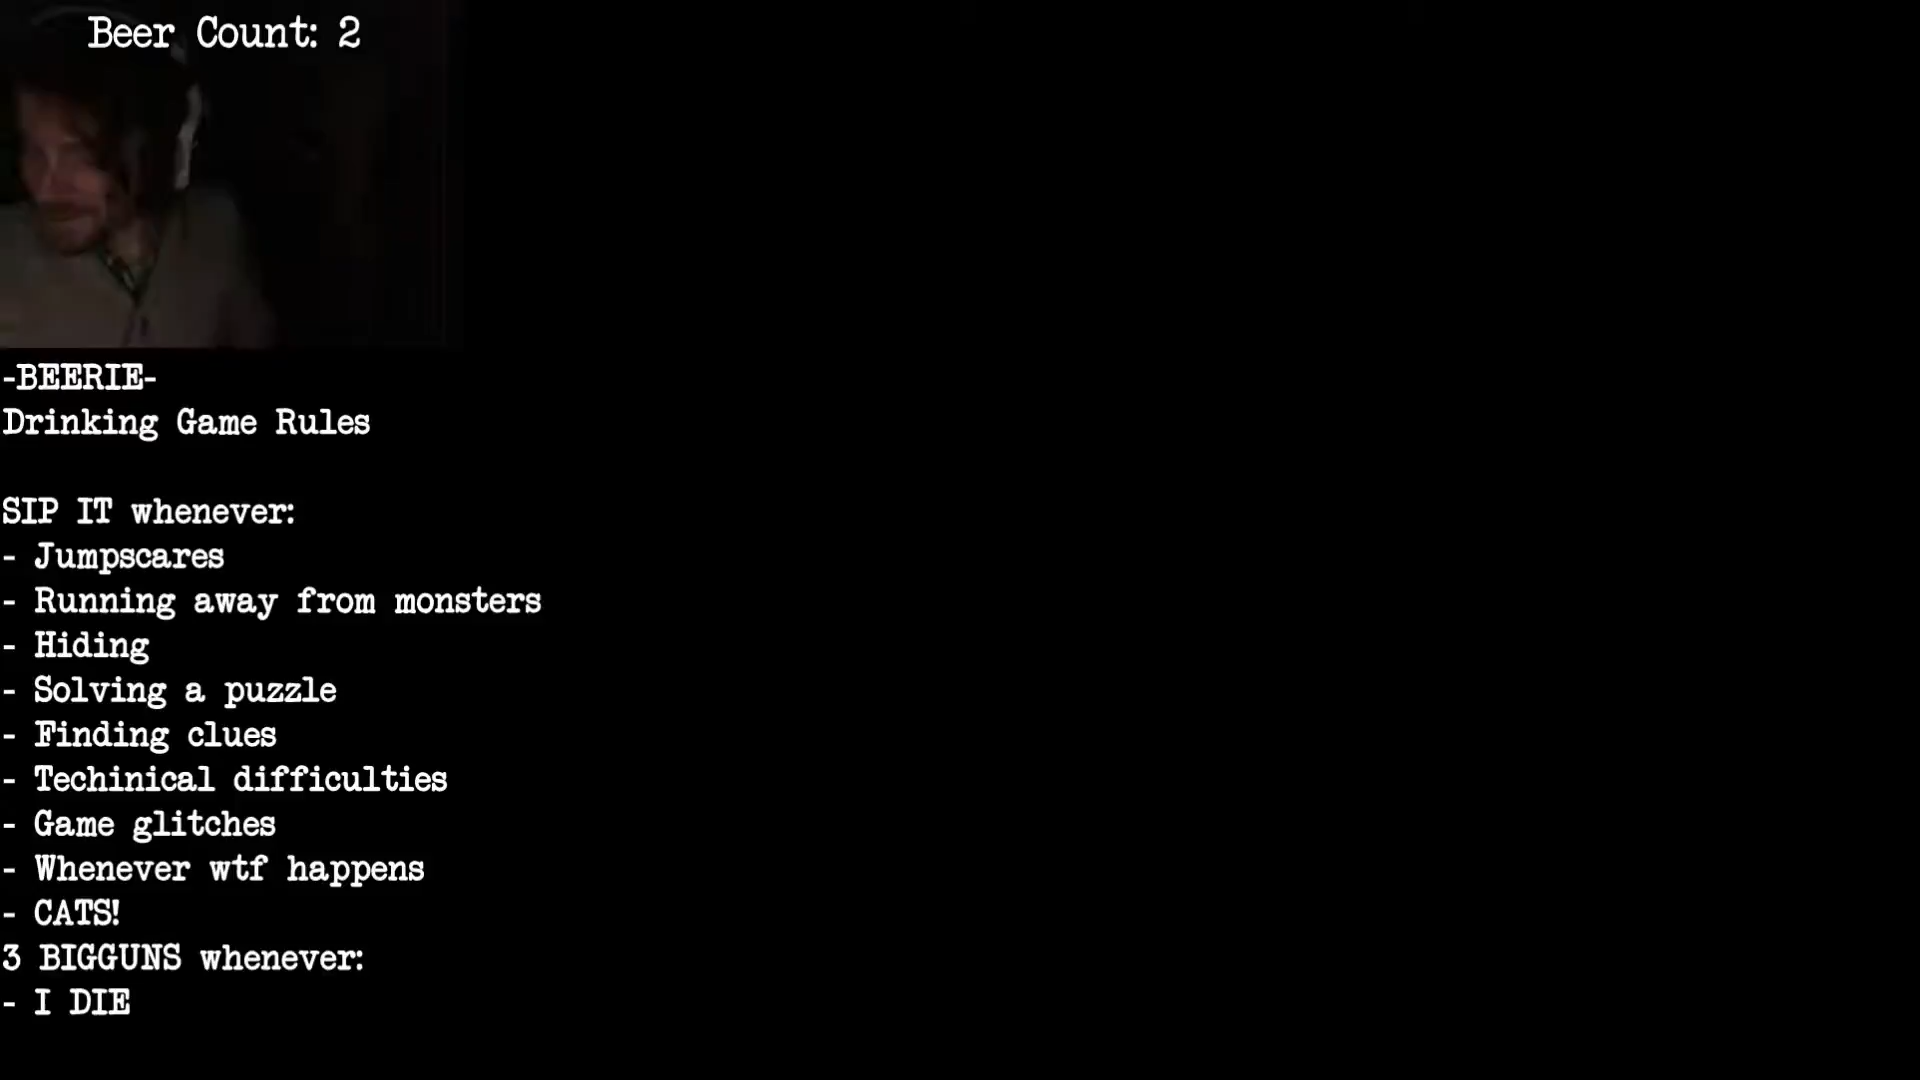 Beer Count: 2
-BEERIE-
Drinking Game Rules
SIP IT whenever:
- Jumpscares
- Running away from monsters
- Hiding
- Solving a puzzle
- Finding clues
- Techinical difficulties
- Game glitches
- Whenever wtf happens
- CATS!
3 BIGGUNS whenever:
- I DIE